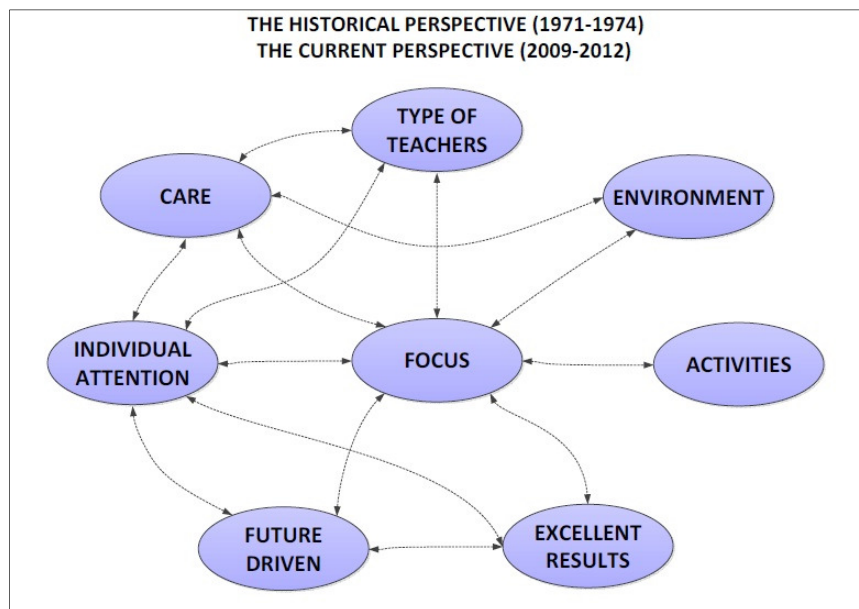 THE HISTORICAL PERSPECTIVE (1971-1974)
THE CURRENT PERSPECTIVE (2009-2012)
TYPE OF
TEACHERS
CARE
ENVIRONMENT
INDIVIDUAL
ATTENTION
FOCUS
ACTIVITIES
FUTURE
DRIVEN
EXCELLENT
RESULTS